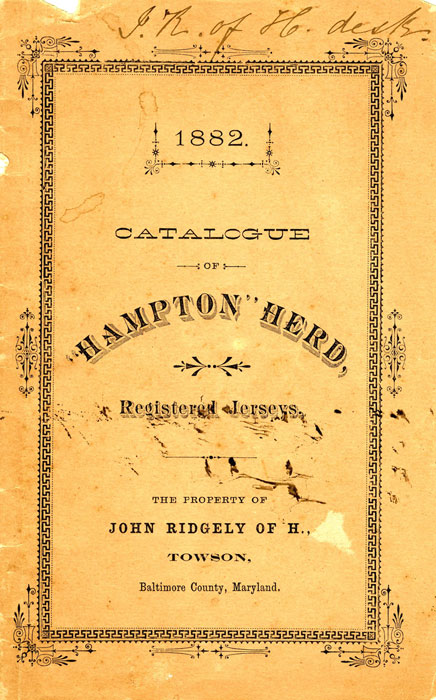 J. R. of H. desk.
1882.
CATALOGUE
OF
"HAMPTON" HERD,
Registered Jerseys.
THE PROPERTY OF
JOHN RIDGELY OF H.,
TOWSON,
Baltimore County, Maryland.